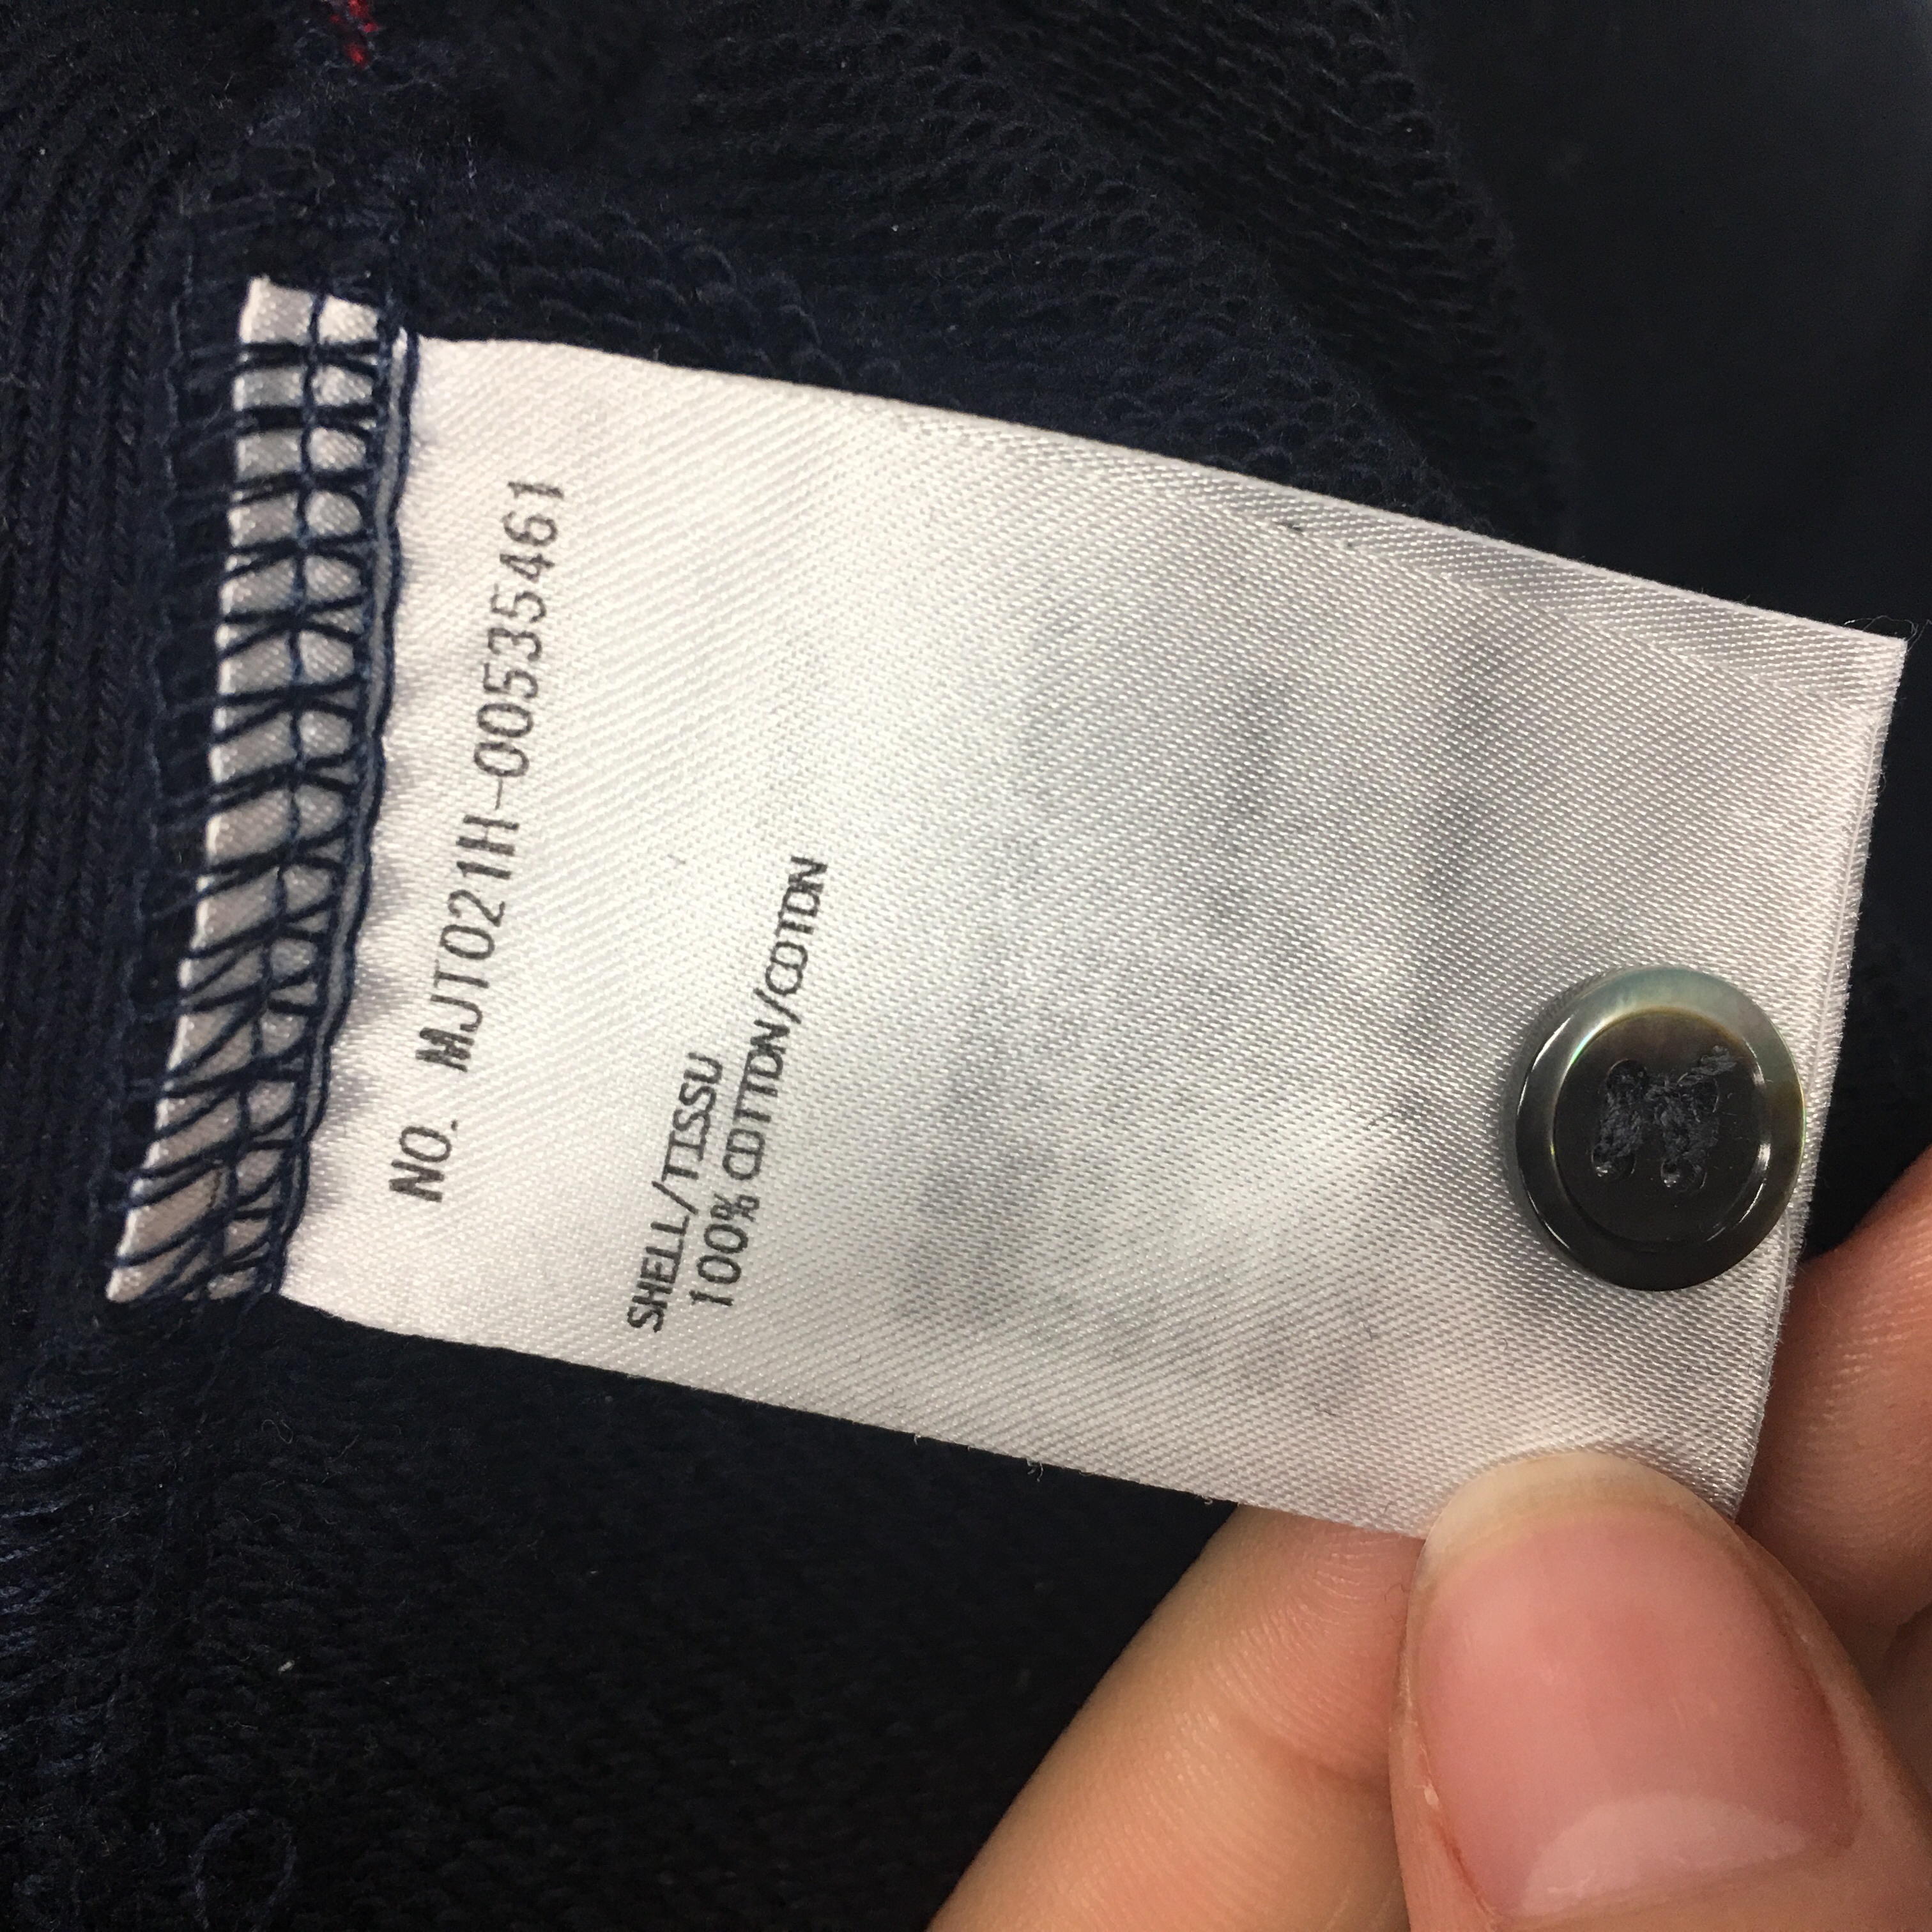 NO. MJT021H-00535461
SHELL/TISSU
100% COTTON/COTON